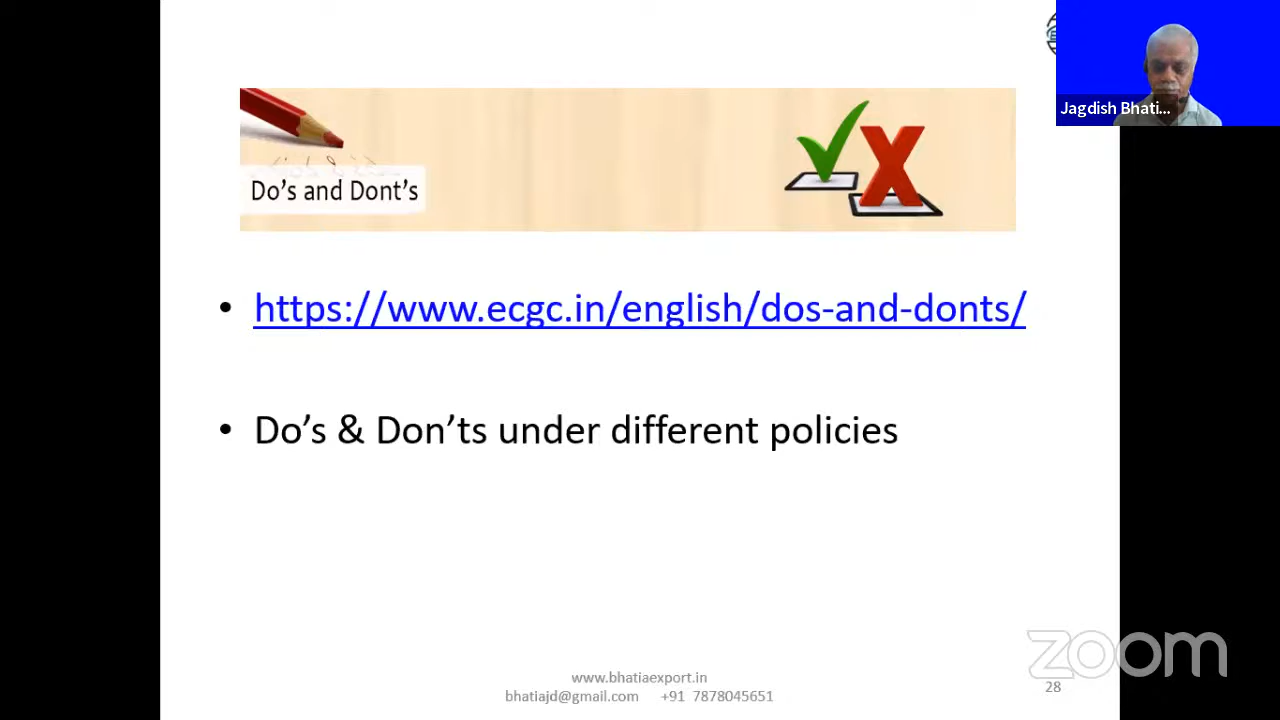 Jagdish Bhati...
Do’s and Dont’s
• https://www.ecgc.in/english/dos-and-donts/
• Do’s & Don’ts under different policies
zoom
www.bhatiaexport.in
bhatiajd@gmail.com +91 7878045651
28